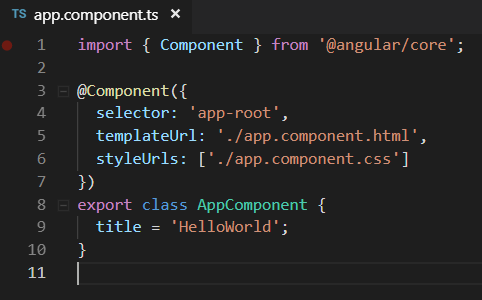 TS app.component.ts ×
1 import { Component } from '@angular/core';
2
3 @Component({
4   selector: 'app-root',
5   templateUrl: './app.component.html',
6   styleUrls: ['./app.component.css']
7 })
8 export class AppComponent {
9   title = 'HelloWorld';
10 }
11